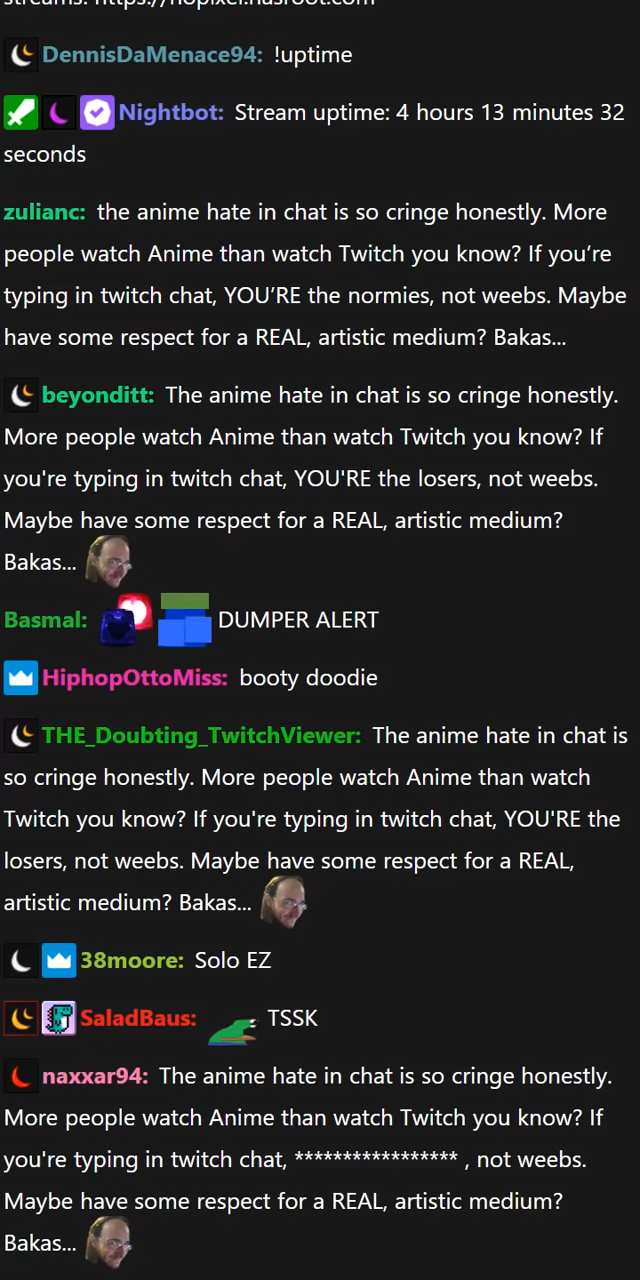 streams: https://nopixel.hasroot.com
DennisDaMenace94: !uptime
Nightbot: Stream uptime: 4 hours 13 minutes 32
seconds
zulianc: the anime hate in chat is so cringe honestly. More
people watch Anime than watch Twitch you know? If you’re
typing in twitch chat, YOU’RE the normies, not weebs. Maybe
have some respect for a REAL, artistic medium? Bakas...
beyonditt: The anime hate in chat is so cringe honestly.
More people watch Anime than watch Twitch you know? If
you're typing in twitch chat, YOU'RE the losers, not weebs.
Maybe have some respect for a REAL, artistic medium?
Bakas...
Basmal: DUMPER ALERT
HiphopOttoMiss: booty doodie
THE_Doubting_TwitchViewer: The anime hate in chat is
so cringe honestly. More people watch Anime than watch
Twitch you know? If you're typing in twitch chat, YOU'RE the
losers, not weebs. Maybe have some respect for a REAL,
artistic medium? Bakas...
38moore: Solo EZ
SaladBaus: TSSK
naxxar94: The anime hate in chat is so cringe honestly.
More people watch Anime than watch Twitch you know? If
you're typing in twitch chat, ***************** , not weebs.
Maybe have some respect for a REAL, artistic medium?
Bakas...